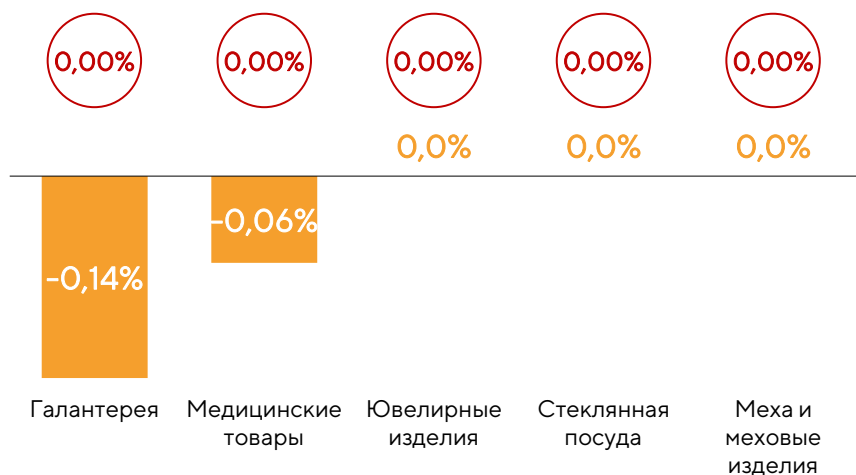 0,00% 0,00% 0,00% 0,00% 0,00%
0,0% 0,0% 0,0%
-0,06%
-0,14%
Галантерея Медицинские Ювелирные Стеклянная Меха и
товары изделия посуда меховые
изделия